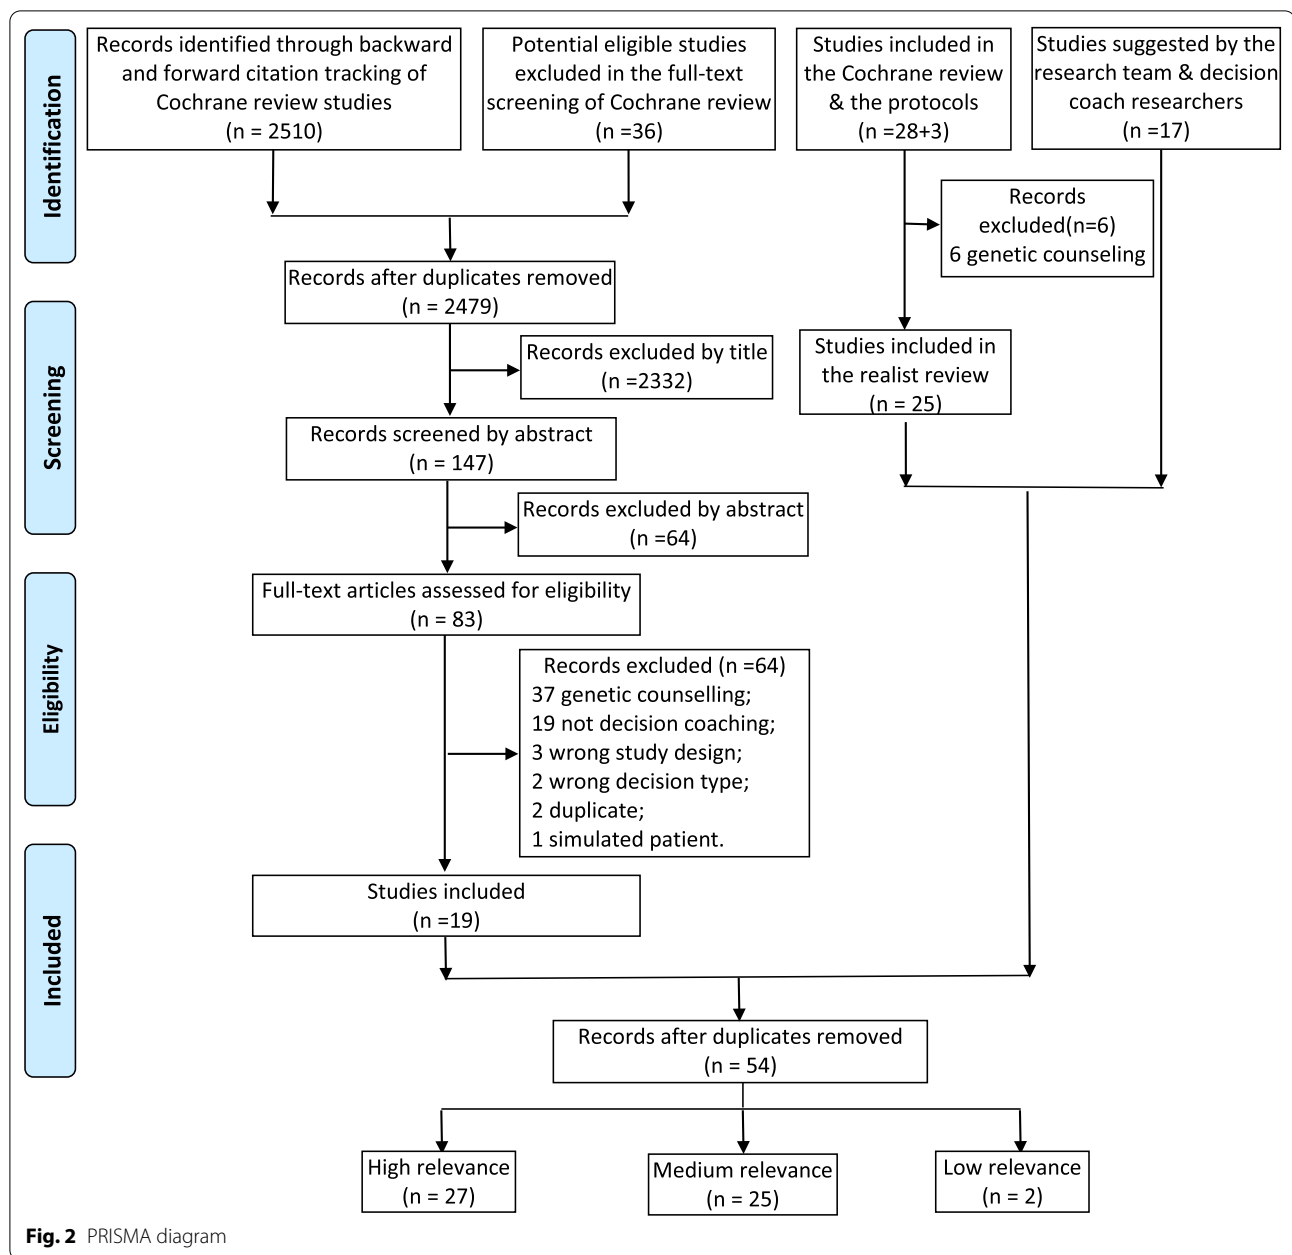 Identification
Records identified through backward
and forward citation tracking of
Cochrane review studies
(n = 2510)
Potential eligible studies
excluded in the full-text
screening of Cochrane review
(n =36)
Studies included in
the Cochrane review
& the protocols
(n =28+3)
Studies suggested by the
research team & decision
coach researchers
(n =17)
Records
excluded(n=6)
6 genetic counseling
Records after duplicates removed
(n = 2479)
Screening
Records excluded by title
(n =2332)
Studies included in
the realist review
(n = 25)
Records screened by abstract
(n = 147)
Records excluded by abstract
(n =64)
Eligibility
Full-text articles assessed for eligibility
(n = 83)
Records excluded (n =64)
37 genetic counselling;
19 not decision coaching;
3 wrong study design;
2 wrong decision type;
2 duplicate;
1 simulated patient.
Included
Studies included
(n =19)
Records after duplicates removed
(n = 54)
High relevance
(n = 27)
Medium relevance
(n = 25)
Low relevance
(n = 2)
Fig. 2 PRISMA diagram